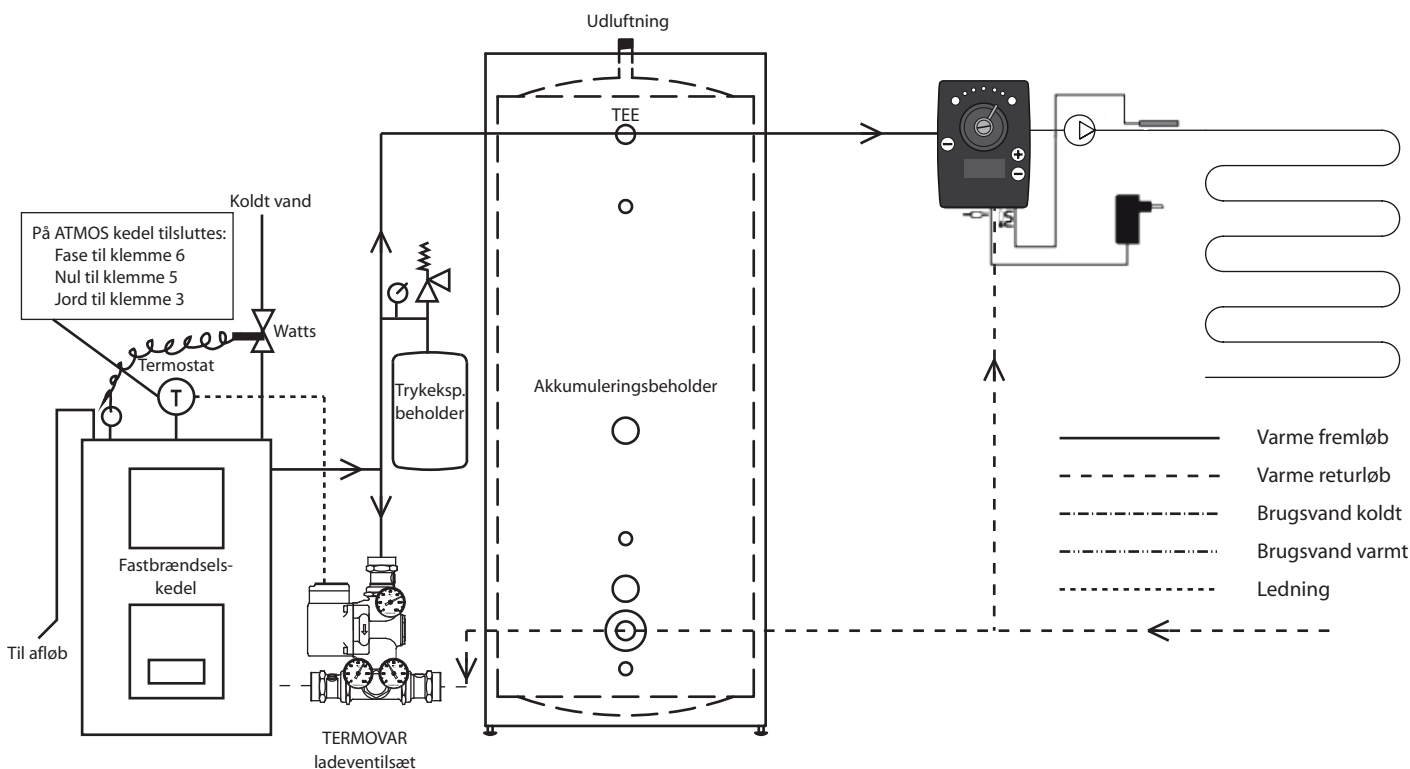 Udluftning
TEE
Koldt vand
På ATMOS kedel tilsluttes:
Fase til klemme 6
Nul til klemme 5
Jord til klemme 3
Watts
Termostat
T
Trykeksp.
beholder
Akkumuleringsbeholder
Fastbrændsels-
kedel
Til afløb
TERMOVAR
ladeventilsæt
Varme fremløb
Varme returløb
Brugsvand koldt
Brugsvand varmt
Ledning